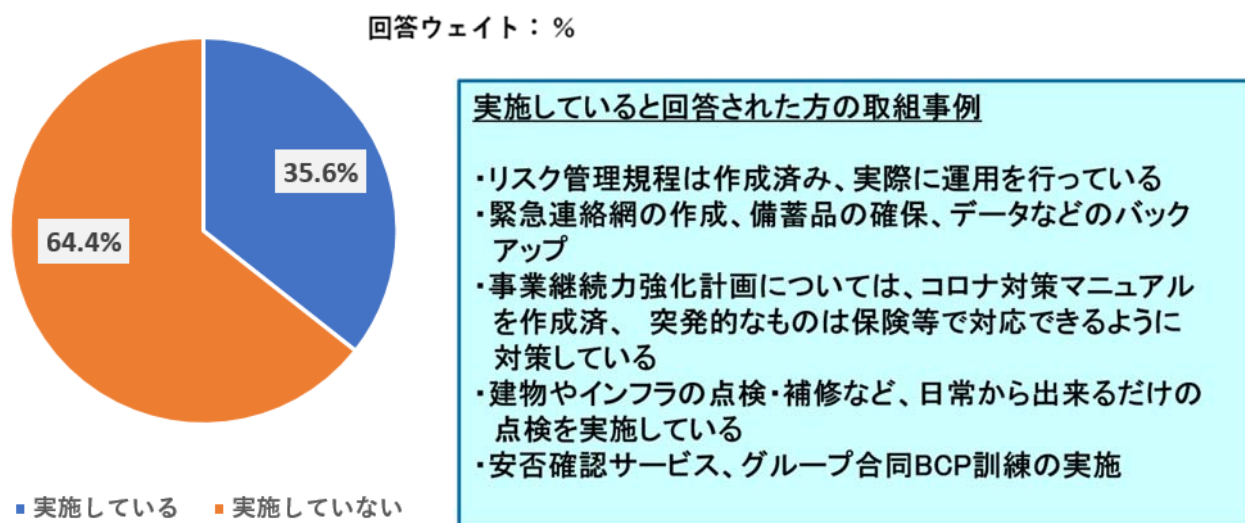 回答ウェイト：%
35.6%
64.4%
■ 実施している ■ 実施していない
実施していると回答された方の取組事例
・リスク管理規程は作成済み、実際に運用を行っている
・緊急連絡網の作成、備蓄品の確保、データなどのバック
アップ
・事業継続力強化計画については、コロナ対策マニュアル
を作成済、 突発的なものは保険等で対応できるように
対策している
・建物やインフラの点検・補修など、日常から出来るだけの
点検を実施している
・安否確認サービス、グループ合同BCP訓練の実施